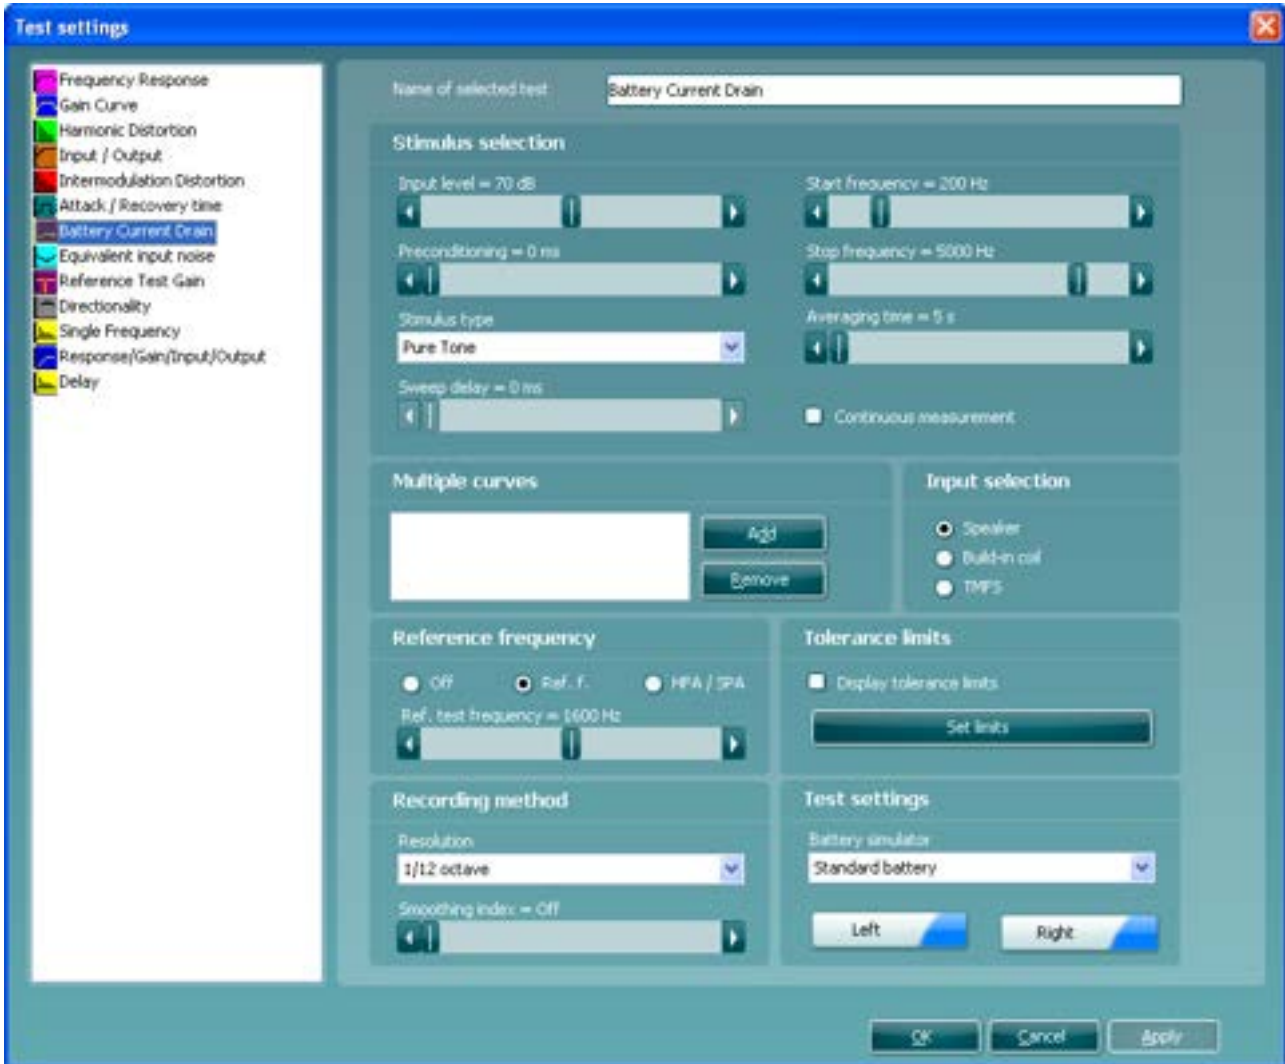 Test settings
Frequency Response
Gain Curve
Harmonic Distortion
Input / Output
Intermodulation Distortion
Attack / Recovery time
Battery Current Drain
Equivalent input noise
Reference Test Gain
Directionality
Single Frequency
Response/Gain/Input/Output
Delay
Name of selected test
Battery Current Drain
Stimulus selection
Input level = 70 dB
Start frequency = 200 Hz
Preconditioning = 0 ms
Stop frequency = 5000 Hz
Stimulus type
Pure Tone
Averaging time = 5 s
Sweep delay = 0 ms
Continuous measurement
Multiple curves
Add
Remove
Input selection
Speaker
Build-in coil
TMFS
Reference frequency
Off Ref. f. HFA / SPA
Ref. test frequency = 1600 Hz
Tolerance limits
Display tolerance limits
Set limits
Recording method
Resolution
1/12 octave
Smoothing index = Off
Test settings
Battery simulator
Standard battery
Left Right
OK Cancel Apply